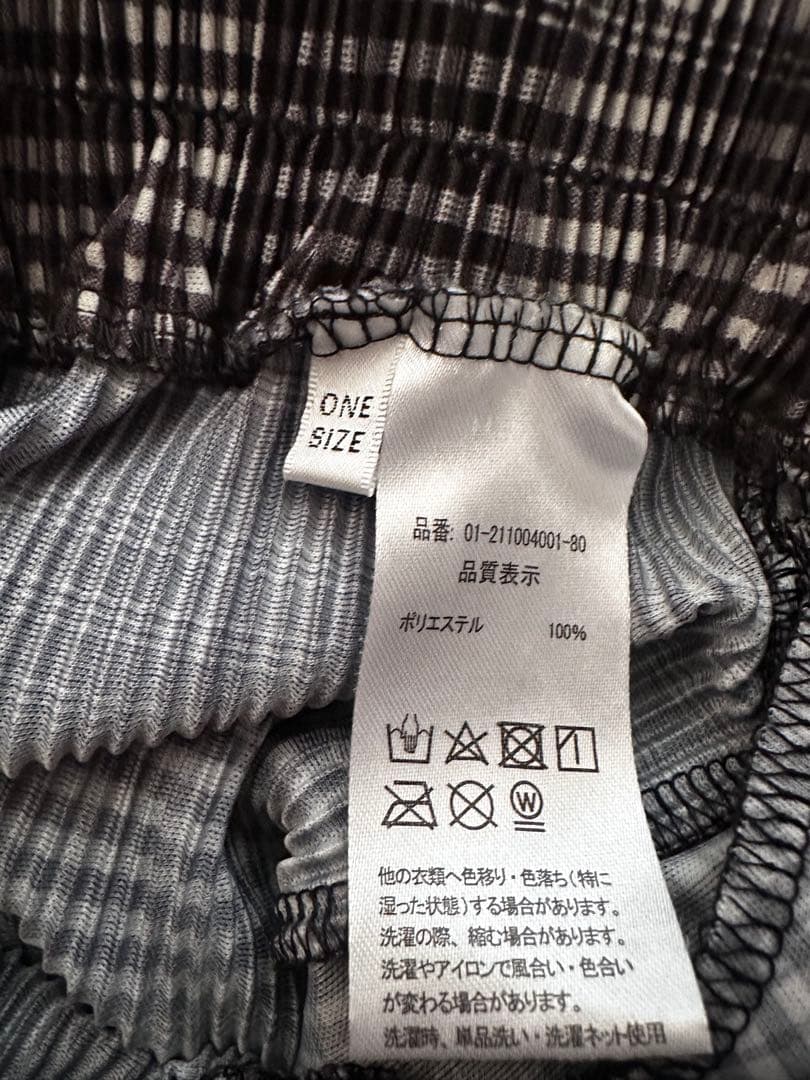 ONE
SIZE
品番: 01-211004001-80
品質表示
ポリエステル 100%
W
他の衣類へ色移り・色落ち(特に
湿った状態)する場合があります。
洗濯の際、縮む場合があります。
洗濯やアイロンで風合い・色合い
が変わる場合があります。
洗濯時、単品洗い・洗濯ネット使用